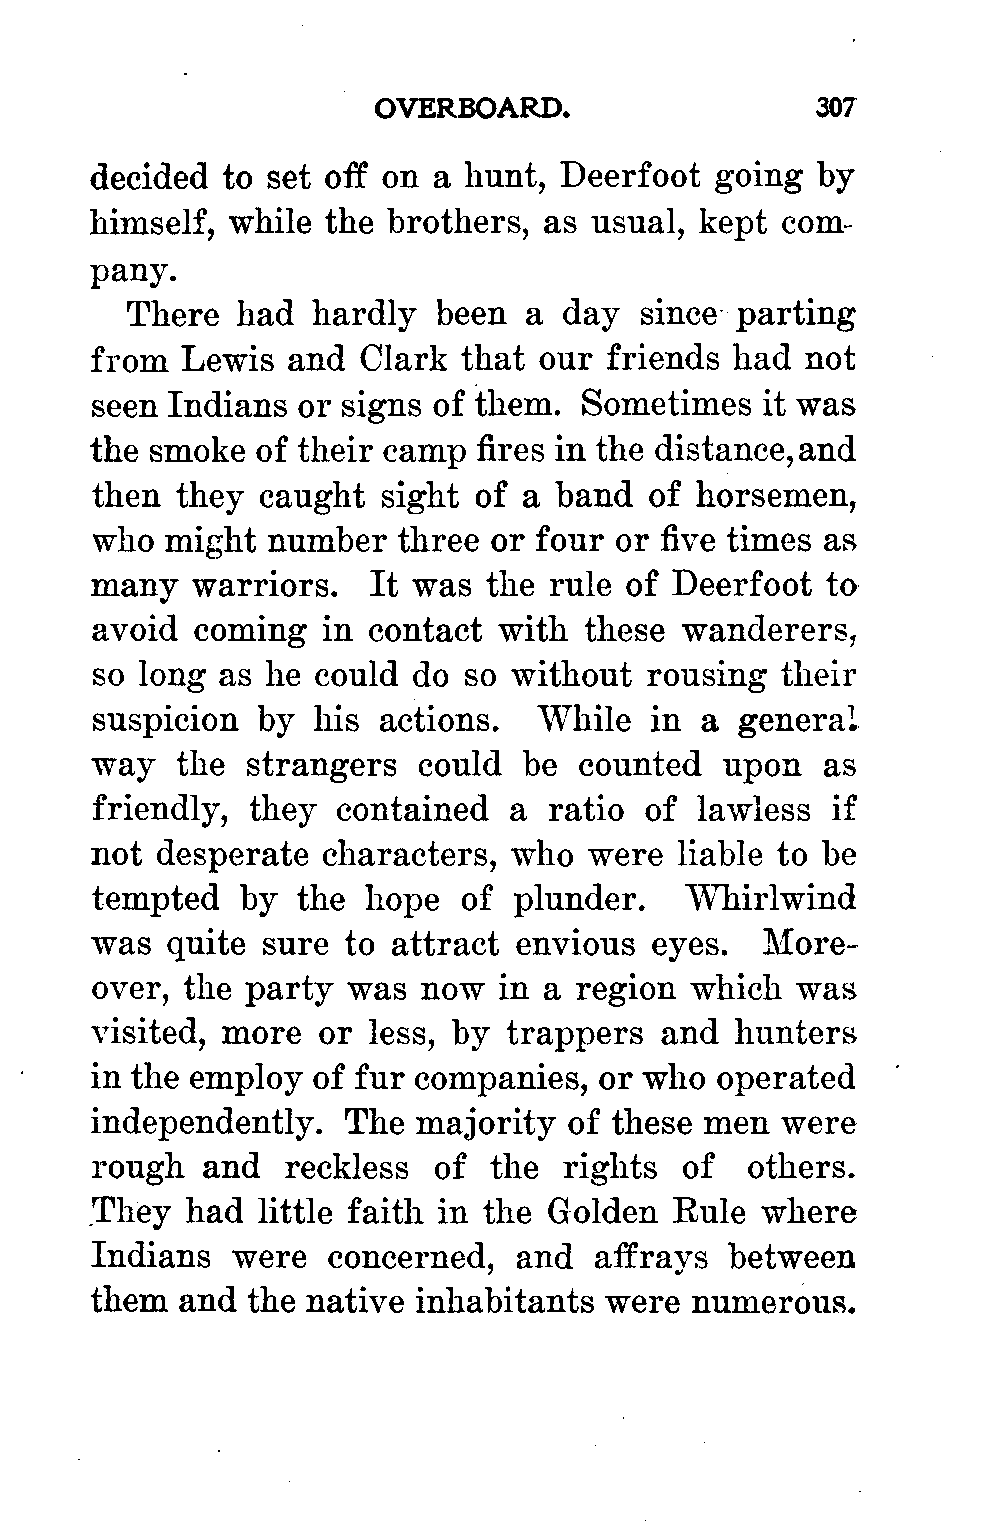 OVERBOARD. 307
decided to set off on a hunt, Deerfoot going by
himself, while the brothers, as usual, kept com-
pany.
There had hardly been a day since parting
from Lewis and Clark that our friends had not
seen Indians or signs of them. Sometimes it was
the smoke of their camp fires in the distance, and
then they caught sight of a band of horsemen,
who might number three or four or five times as
many warriors. It was the rule of Deerfoot to
avoid coming in contact with these wanderers,
so long as he could do so without rousing their
suspicion by his actions. While in a general
way the strangers could be counted upon as
friendly, they contained a ratio of lawless if
not desperate characters, who were liable to be
tempted by the hope of plunder. Whirlwind
was quite sure to attract envious eyes. More-
over, the party was now in a region which was
visited, more or less, by trappers and hunters
in the employ of fur companies, or who operated
independently. The majority of these men were
rough and reckless of the rights of others.
They had little faith in the Golden Rule where
Indians were concerned, and affrays between
them and the native inhabitants were numerous.